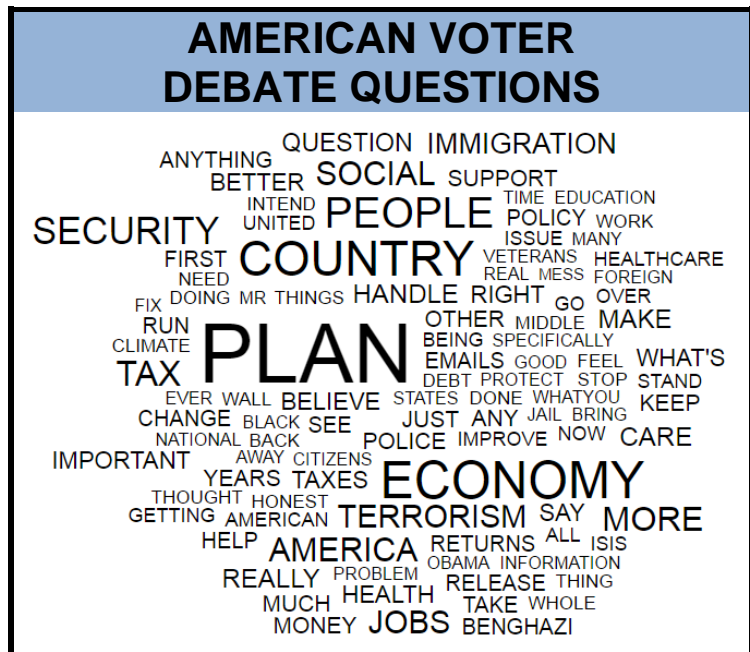 AMERICAN VOTER
DEBATE QUESTIONS
QUESTION IMMIGRATION
ANYTHING
BETTER SOCIAL SUPPORT
INTEND PEOPLE TIME EDUCATION
UNITED POLICY WORK
SECURITY ISSUE MANY
FIRST COUNTRY VETERANS HEALTHCARE
NEED REAL MESS FOREIGN
FIX DOING MR THINGS HANDLE RIGHT GO OVER
RUN OTHER MIDDLE MAKE
CLIMATE PLAN BEING SPECIFICALLY
TAX EMAILS GOOD FEEL WHAT'S
DEBT PROTECT STOP STAND
EVER WALL BELIEVE STATES DONE WHATYOU KEEP
CHANGE BLACK SEE JUST ANY JAIL BRING
NATIONAL BACK POLICE IMPROVE NOW CARE
IMPORTANT AWAY CITIZENS
YEARS TAXES ECONOMY
THOUGHT HONEST
GETTING AMERICAN TERRORISM SAY MORE
HELP AMERICA RETURNS ALL ISIS
OBAMA INFORMATION
REALLY PROBLEM HEALTH RELEASE THING
MUCH TAKE WHOLE
MONEY JOBS BENGHAZI